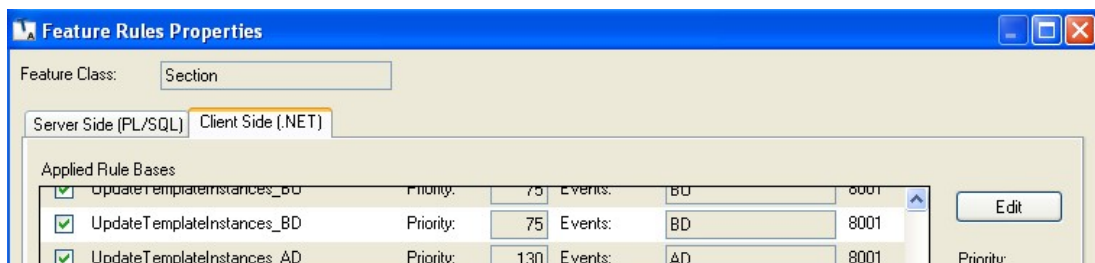 Feature Rules Properties
Feature Class: Section
Server Side (PL/SQL) Client Side (.NET)
Applied Rule Bases
UpdateTemplateInstances_BD Priority: 75 Events: BD 8001
Edit
UpdateTemplateInstances_BD Priority: 75 Events: BD 8001
UpdateTemplateInstances_AD Priority: 130 Events: AD 8001 Priority: